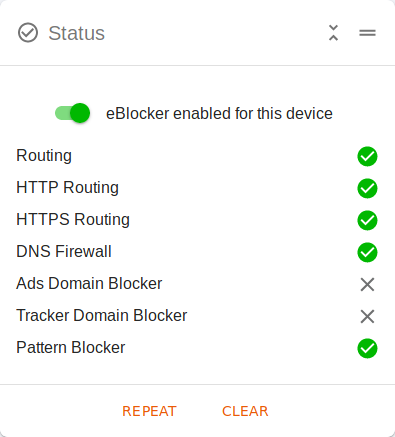 Status
eBlocker enabled for this device
Routing
HTTP Routing
HTTPS Routing
DNS Firewall
Ads Domain Blocker
Tracker Domain Blocker
Pattern Blocker
REPEAT CLEAR